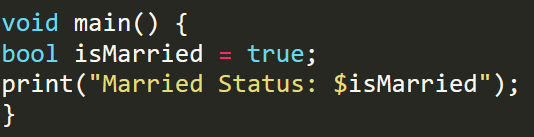 void main() {
bool isMarried = true;
print("Married Status: $isMarried");
}